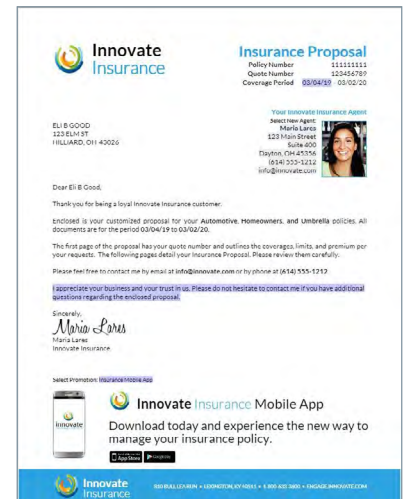 Innovate
Insurance
Insurance Proposal
Policy Number 111111111
Quote Number 123456789
Coverage Period 03/04/19 - 03/02/20
Your Innovate Insurance Agent
Select New Agent:
Maria Lares
123 Main Street
Suite 400
Dayton, OH 45356
(614) 555-1212
info@innovate.com
ELI B GOOD
123 ELM ST
HILLIARD, OH 43026
Dear Eli B Good,
Thank you for being a loyal Innovate Insurance customer.
Enclosed is your customized proposal for your Automotive, Homeowners, and Umbrella policies. All
documents are for the period 03/04/19 to 03/02/20.
The first page of the proposal has your quote number and outlines the coverages, limits, and premium per
your requests. The following pages detail your Insurance Proposal. Please review them carefully.
Please feel free to contact me by email at info@innovate.com or by phone at (614) 555-1212.
I appreciate your business and your trust in us. Please do not hesitate to contact me if you have additional
questions regarding the enclosed proposal.
Sincerely,
Maria Lares
Maria Lares
Innovate Insurance
Select Promotion: Insurance Mobile App
innovate
Innovate Insurance Mobile App
Download today and experience the new way to
manage your insurance policy.
App Store
Innovate
Insurance
LEXINGTON, KY • ENGAGE.INNOVATE.COM